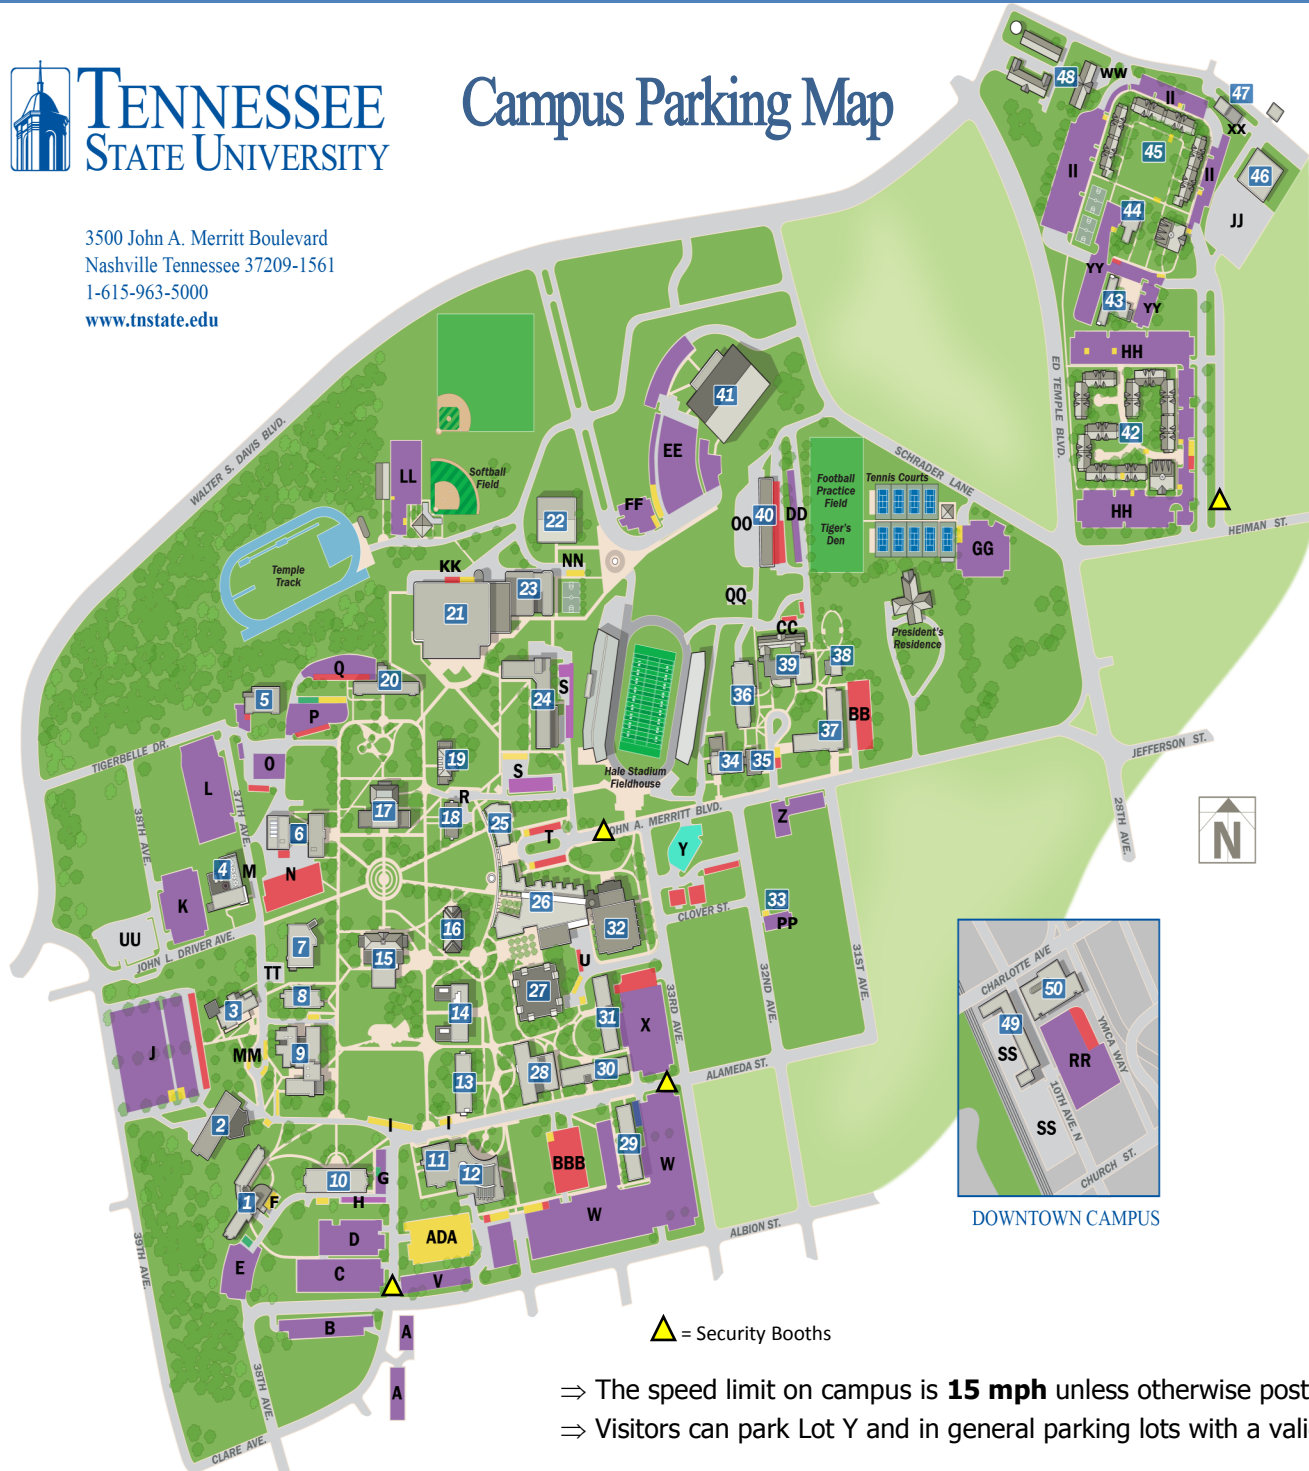 TENNESSEE
STATE UNIVERSITY
Campus Parking Map
3500 John A. Merritt Boulevard
Nashville Tennessee 37209-1561
1-615-963-5000
www.tnstate.edu
48
WW
II
47
XX
45
II
II
46
44
JJ
YY
43
YY
HH
ED TEMPLE BLVD.
42
HH
HEIMAN ST.
WALTER S. DAVIS BLVD.
41
EE
SCHRADER LANE
LL
Softball
Field
FF
22
OO
40
DD
Football
Practice
Field
Tiger's
Den
Tennis Courts
GG
Temple
Track
KK
NN
21
23
QQ
CC
President's
Residence
Q
20
24
S
39
38
36
5
P
BB
37
TIGERBELLE DR.
O
19
S
Hale Stadium
Fieldhouse
34
35
JEFFERSON ST.
L
37TH AVE.
38TH AVE.
17
R
18
25
T
JOHN A. MERRITT BLVD.
Z
28TH AVE.
6
Y
N
4
M
N
K
26
33
CLOVER ST.
PP
UU
16
32
JOHN L. DRIVER AVE.
7
15
U
TT
27
33RD AVE.
32ND AVE.
31ST AVE.
CHARLOTTE AVE
50
8
3
14
31
X
49
SS
YMCA WAY
J
MM
9
RR
13
28
30
ALAMEDA ST.
10TH AVE. N
2
I
I
29
SS
11
12
BBB
W
CHURCH ST.
10
G
1
F
H
W
DOWNTOWN CAMPUS
D
ADA
ALBION ST.
39TH AVE.
E
C
V
B
A
= Security Booths
38TH AVE.
A
⇒ The speed limit on campus is 15 mph unless otherwise post
⇒ Visitors can park Lot Y and in general parking lots with a vali
CLARE AVE.